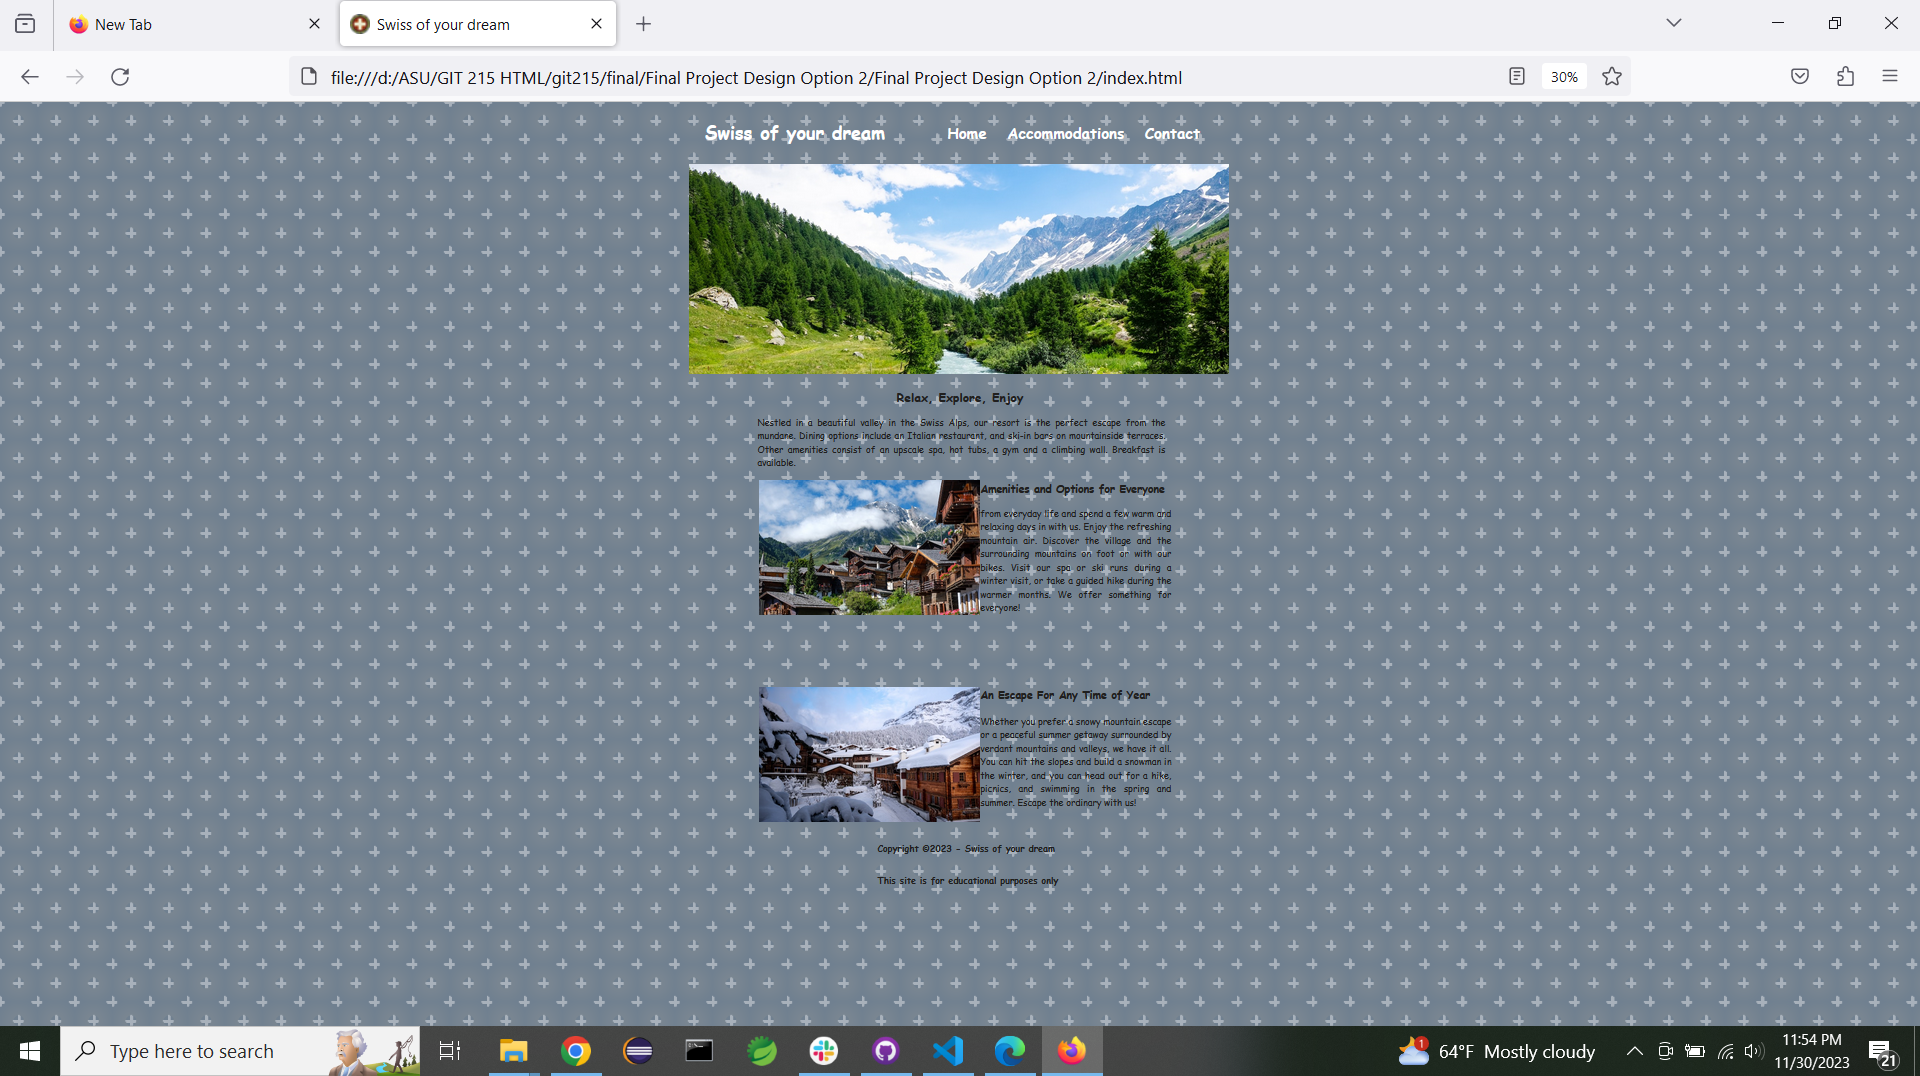 New Tab
Swiss of your dream
file:///d:/ASU/GIT 215 HTML/git215/final/Final Project Design Option 2/Final Project Design Option 2/index.html
30%
Swiss of your dream
Home
Accommodations
Contact
Relax, Explore, Enjoy
Nestled in a beautiful valley in the Swiss Alps, our resort is the perfect escape from the
mundane. Dining options include an Italian restaurant, and ski-in bars on mountainside terraces.
Other amenities consist of an upscale spa, hot tubs, a gym and a climbing wall. Breakfast is
available.
Amenities and Options for Everyone
from everyday life and spend a few warm and
relaxing days in with us. Enjoy the refreshing
mountain air. Discover the village and the
surrounding mountains on foot or with our
bikes. Visit our spa or ski runs during a
winter visit, or take a guided hike during the
warmer months. We offer something for
everyone!
An Escape For Any Time of Year
Whether you prefer a snowy mountain escape
or a peaceful summer getaway surrounded by
verdant mountains and valleys, we have it all.
You can hit the slopes and build a snowman in
the winter, and you can head out for a hike,
picnics, and swimming in the spring and
summer. Escape the ordinary with us!
Copyright ©2023 - Swiss of your dream
This site is for educational purposes only
Type here to search
1
64°F Mostly cloudy
11:54 PM
11/30/2023
21